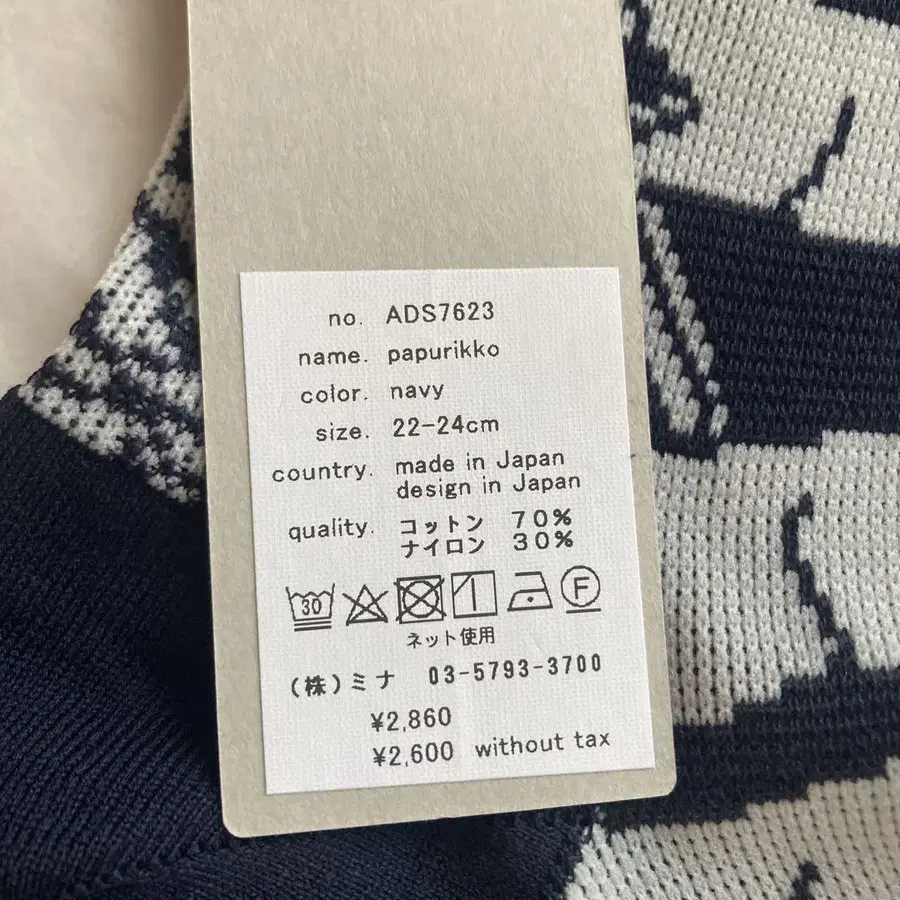 no. ADS7623
name. papurikko
color. navy
size. 22-24cm
country. made in Japan
design in Japan
quality. コットン 70%
ナイロン 30%
30 F
ネット使用
(株)ミナ 03-5793-3700
¥2,860
¥2,600 without tax